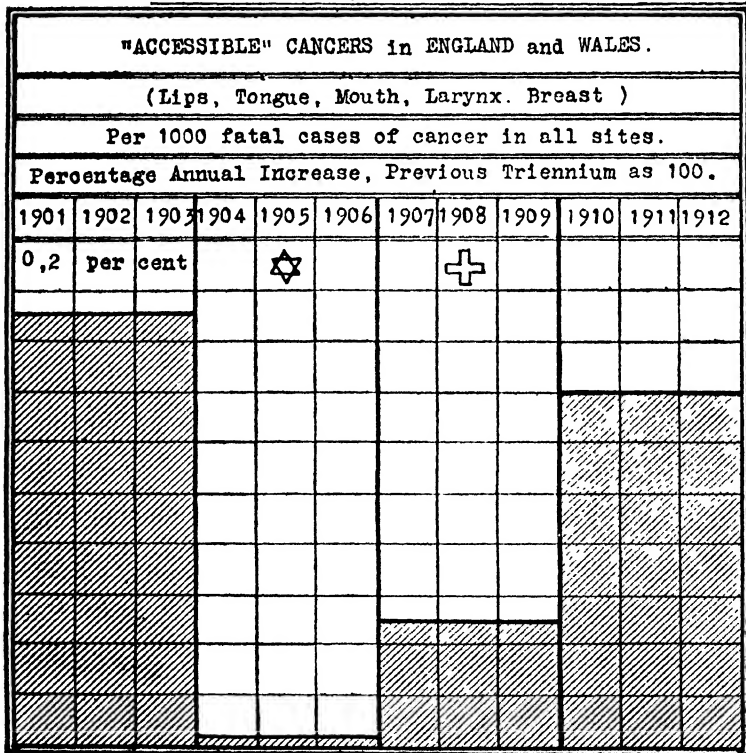 "ACCESSIBLE" CANCERS in ENGLAND and WALES.
(Lips, Tongue, Mouth, Larynx. Breast )
Per 1000 fatal cases of cancer in all sites.
Percentage Annual Increase, Previous Triennium as 100.
1901 1902 1903 1904 1905 1906 1907 1908 1909 1910 1911 1912
0,2 per cent